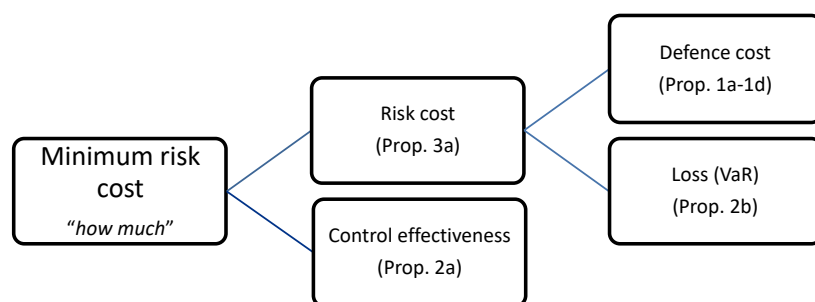 Minimum risk
cost
“how much”
Risk cost
(Prop. 3a)
Control effectiveness
(Prop. 2a)
Defence cost
(Prop. 1a-1d)
Loss (VaR)
(Prop. 2b)